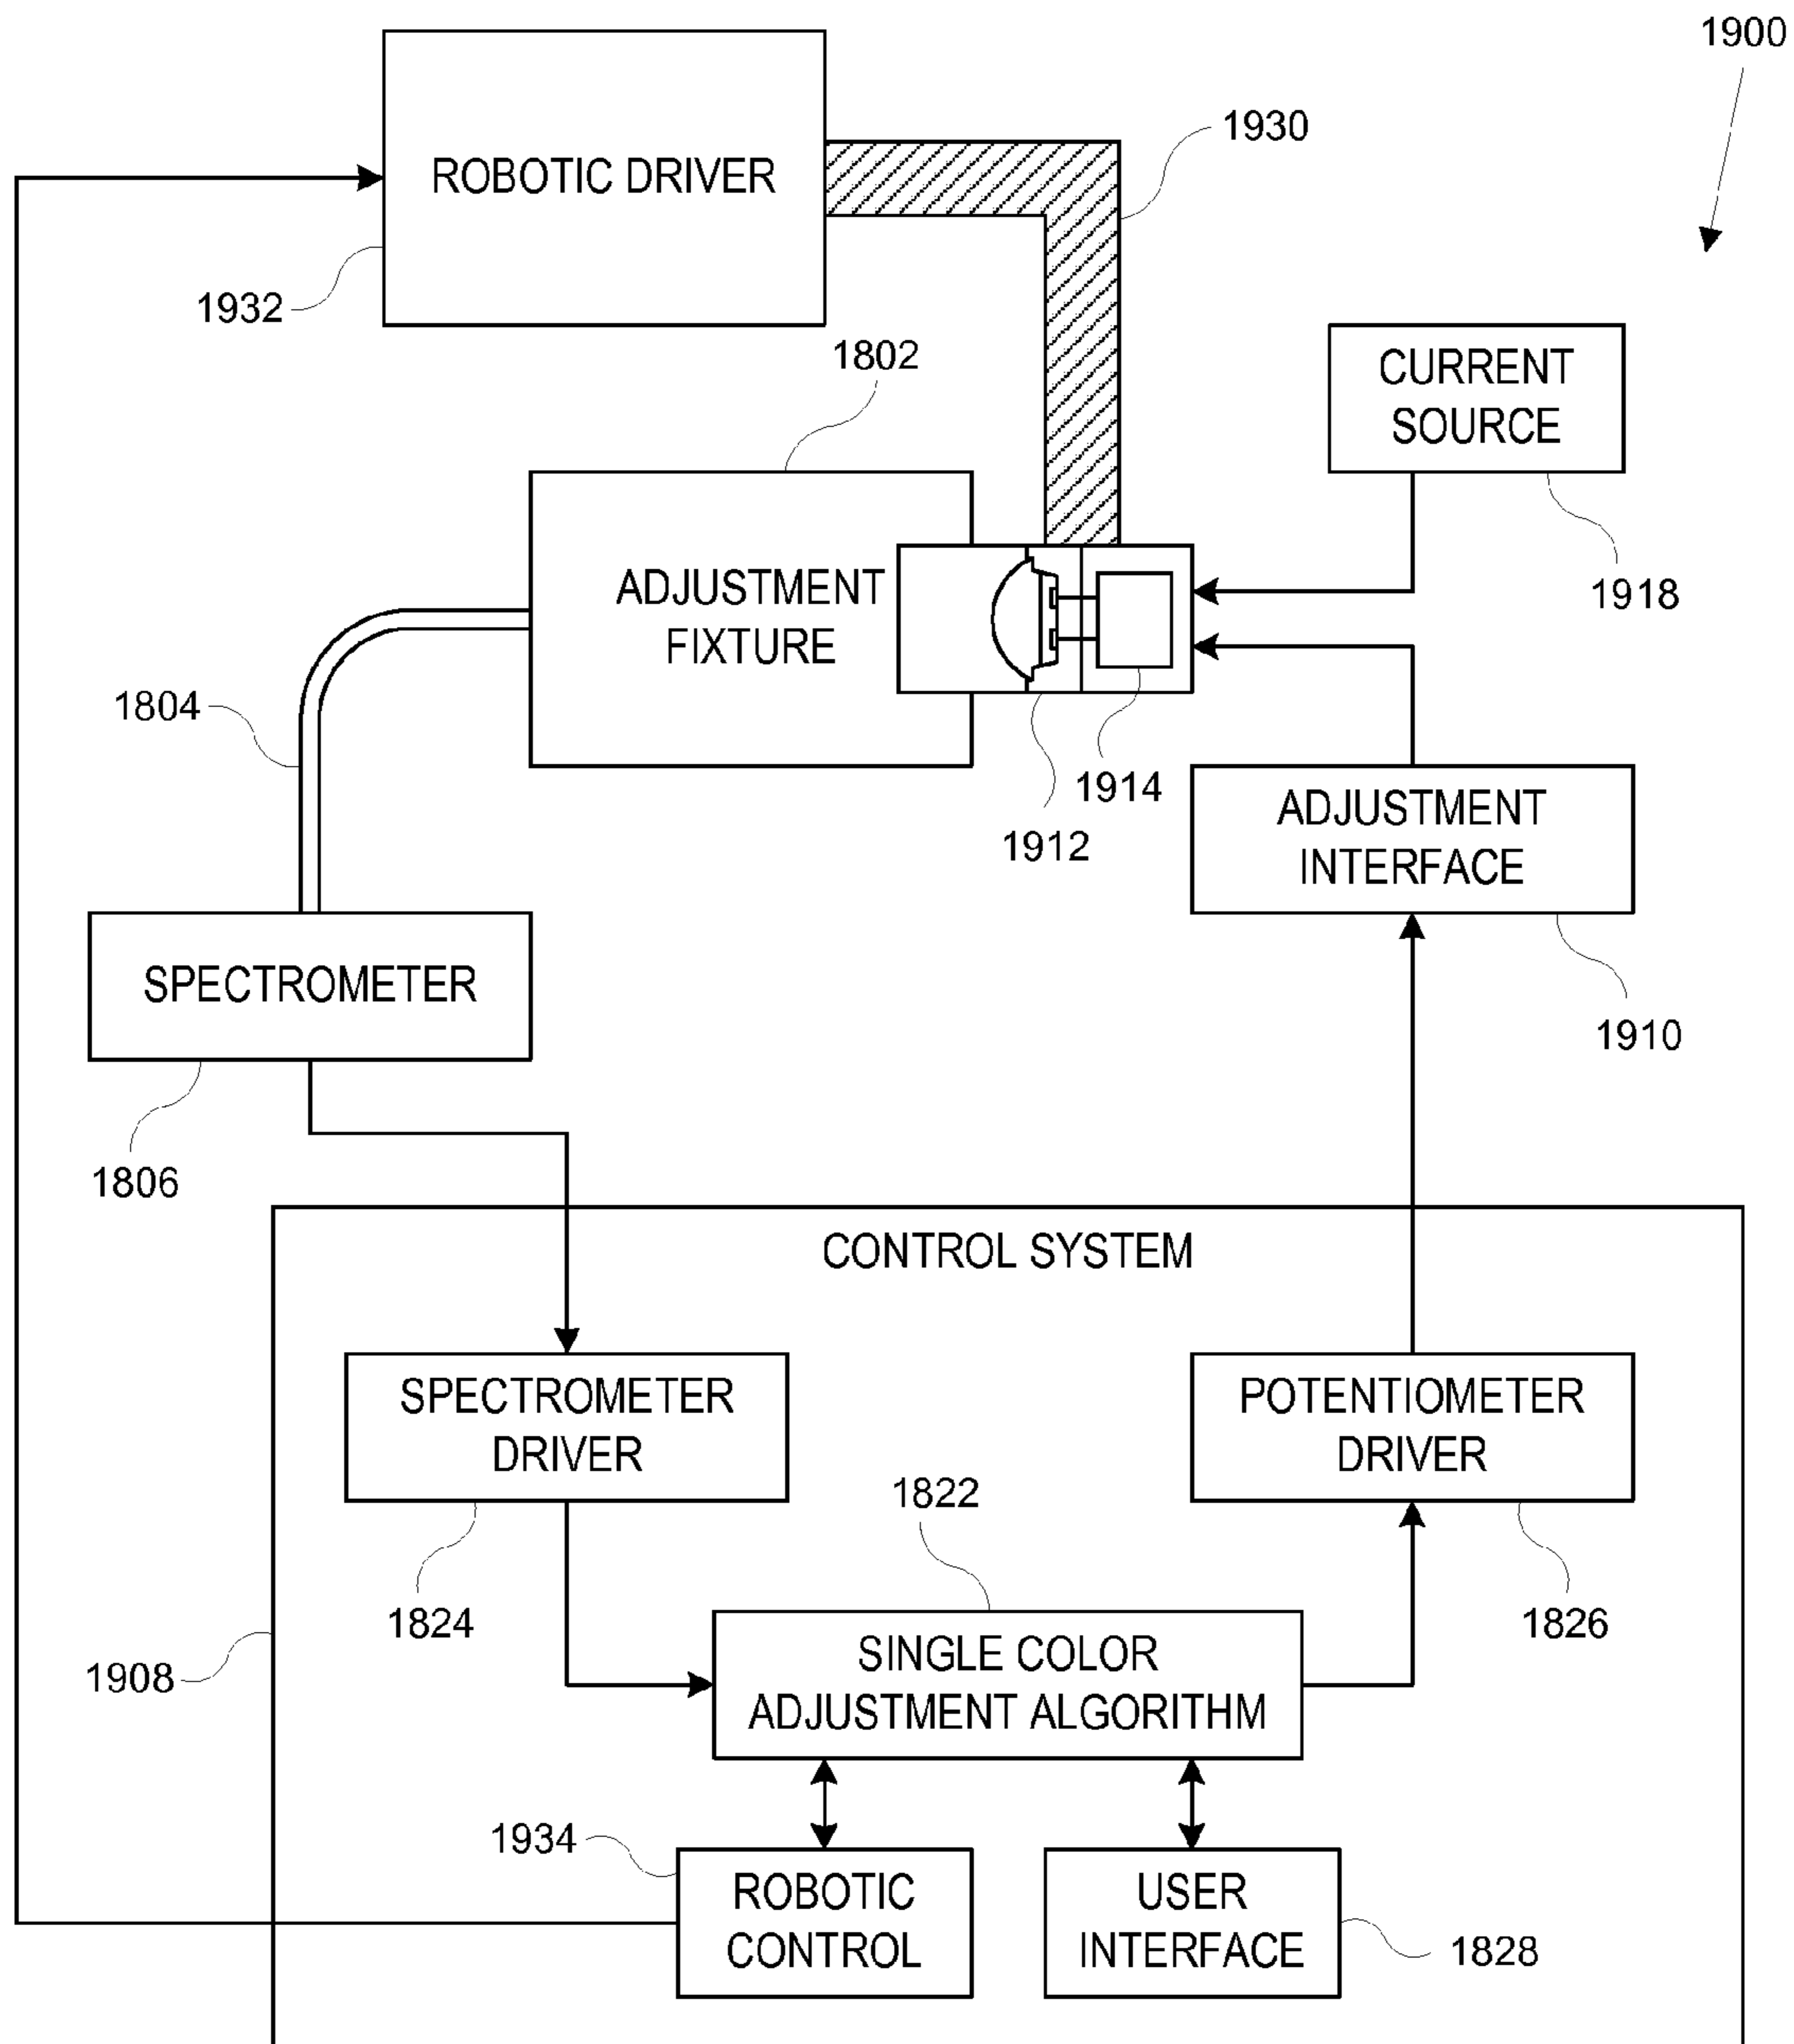 1900
1930
ROBOTIC DRIVER
1932
1802
CURRENT
SOURCE
1918
ADJUSTMENT
FIXTURE
1804
1914
1912
ADJUSTMENT
INTERFACE
1910
SPECTROMETER
1806
CONTROL SYSTEM
SPECTROMETER
DRIVER
POTENTIOMETER
DRIVER
1822
1824
1826
1908
SINGLE COLOR
ADJUSTMENT ALGORITHM
1934
ROBOTIC
CONTROL
USER
INTERFACE
1828